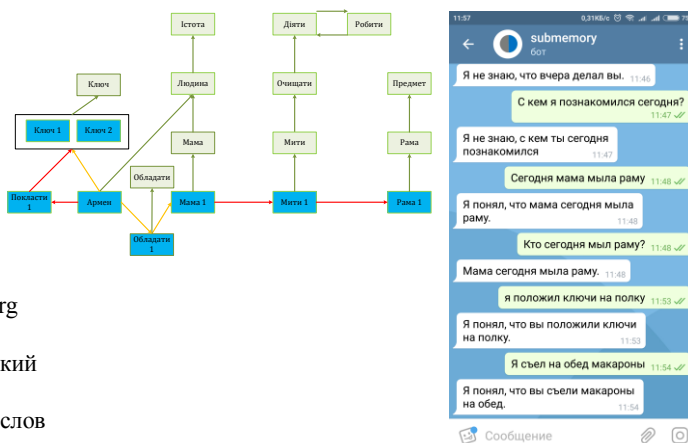 Істота
Діяти
Робити
Ключ
Людина
Очищати
Предмет
Ключ 1
Ключ 2
Мама
Мити
Рама
Обладати
Покласти
1
Армен
Мама 1
Мити 1
Рама 1
Обладати
1
rg
кий
слов
11:57
0,31КБ/с
submemory
бот
Я не знаю, что вчера делал вы. 11:46
С кем я познакомился сегодня?
11:47
Я не знаю, с кем ты сегодня
познакомился 11:47
Сегодня мама мыла раму 11:48
Я понял, что мама сегодня мыла
раму. 11:48
Кто сегодня мыл раму? 11:48
Мама сегодня мыла раму. 11:48
я положил ключи на полку 11:53
Я понял, что вы положили ключи
на полку. 11:53
Я съел на обед макароны 11:54
Я понял, что вы съели макароны
на обед. 11:54
Сообщение